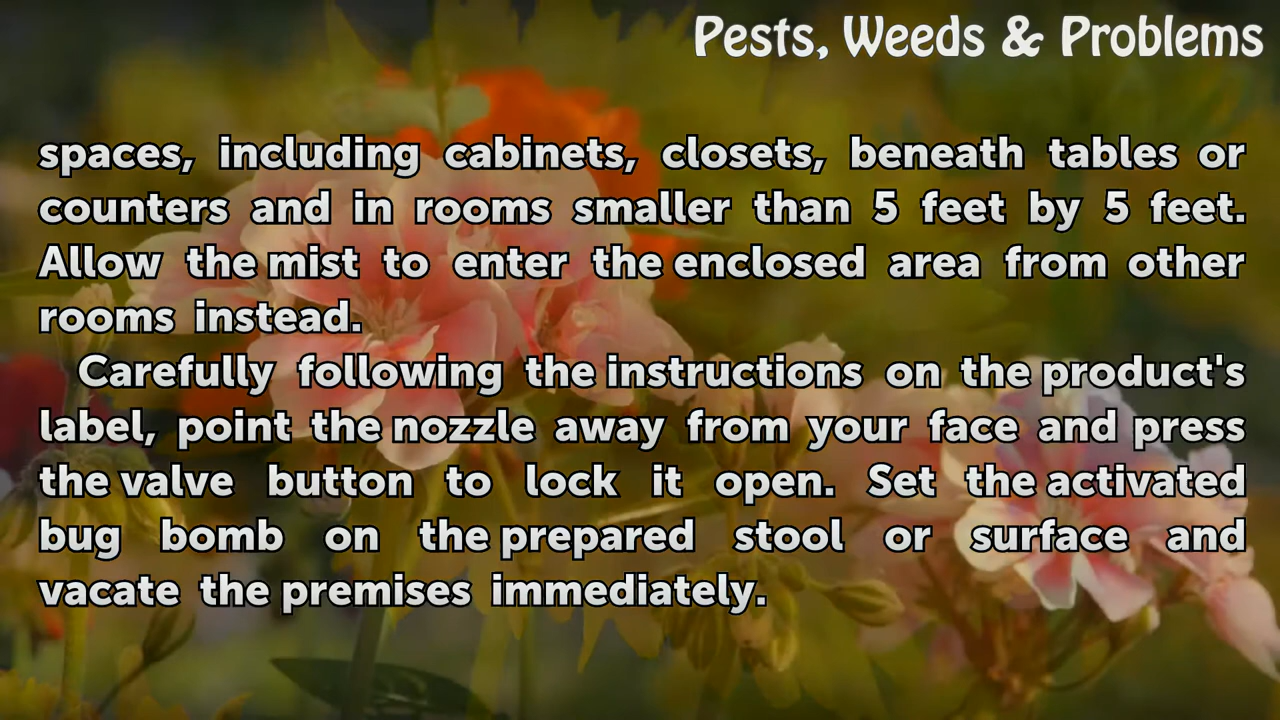 Pests, Weeds & Problems
spaces, including cabinets, closets, beneath tables or
counters and in rooms smaller than 5 feet by 5 feet.
Allow the mist to enter the enclosed area from other
rooms instead.
Carefully following the instructions on the product's
label, point the nozzle away from your face and press
the valve button to lock it open. Set the activated
bug bomb on the prepared stool or surface and
vacate the premises immediately.